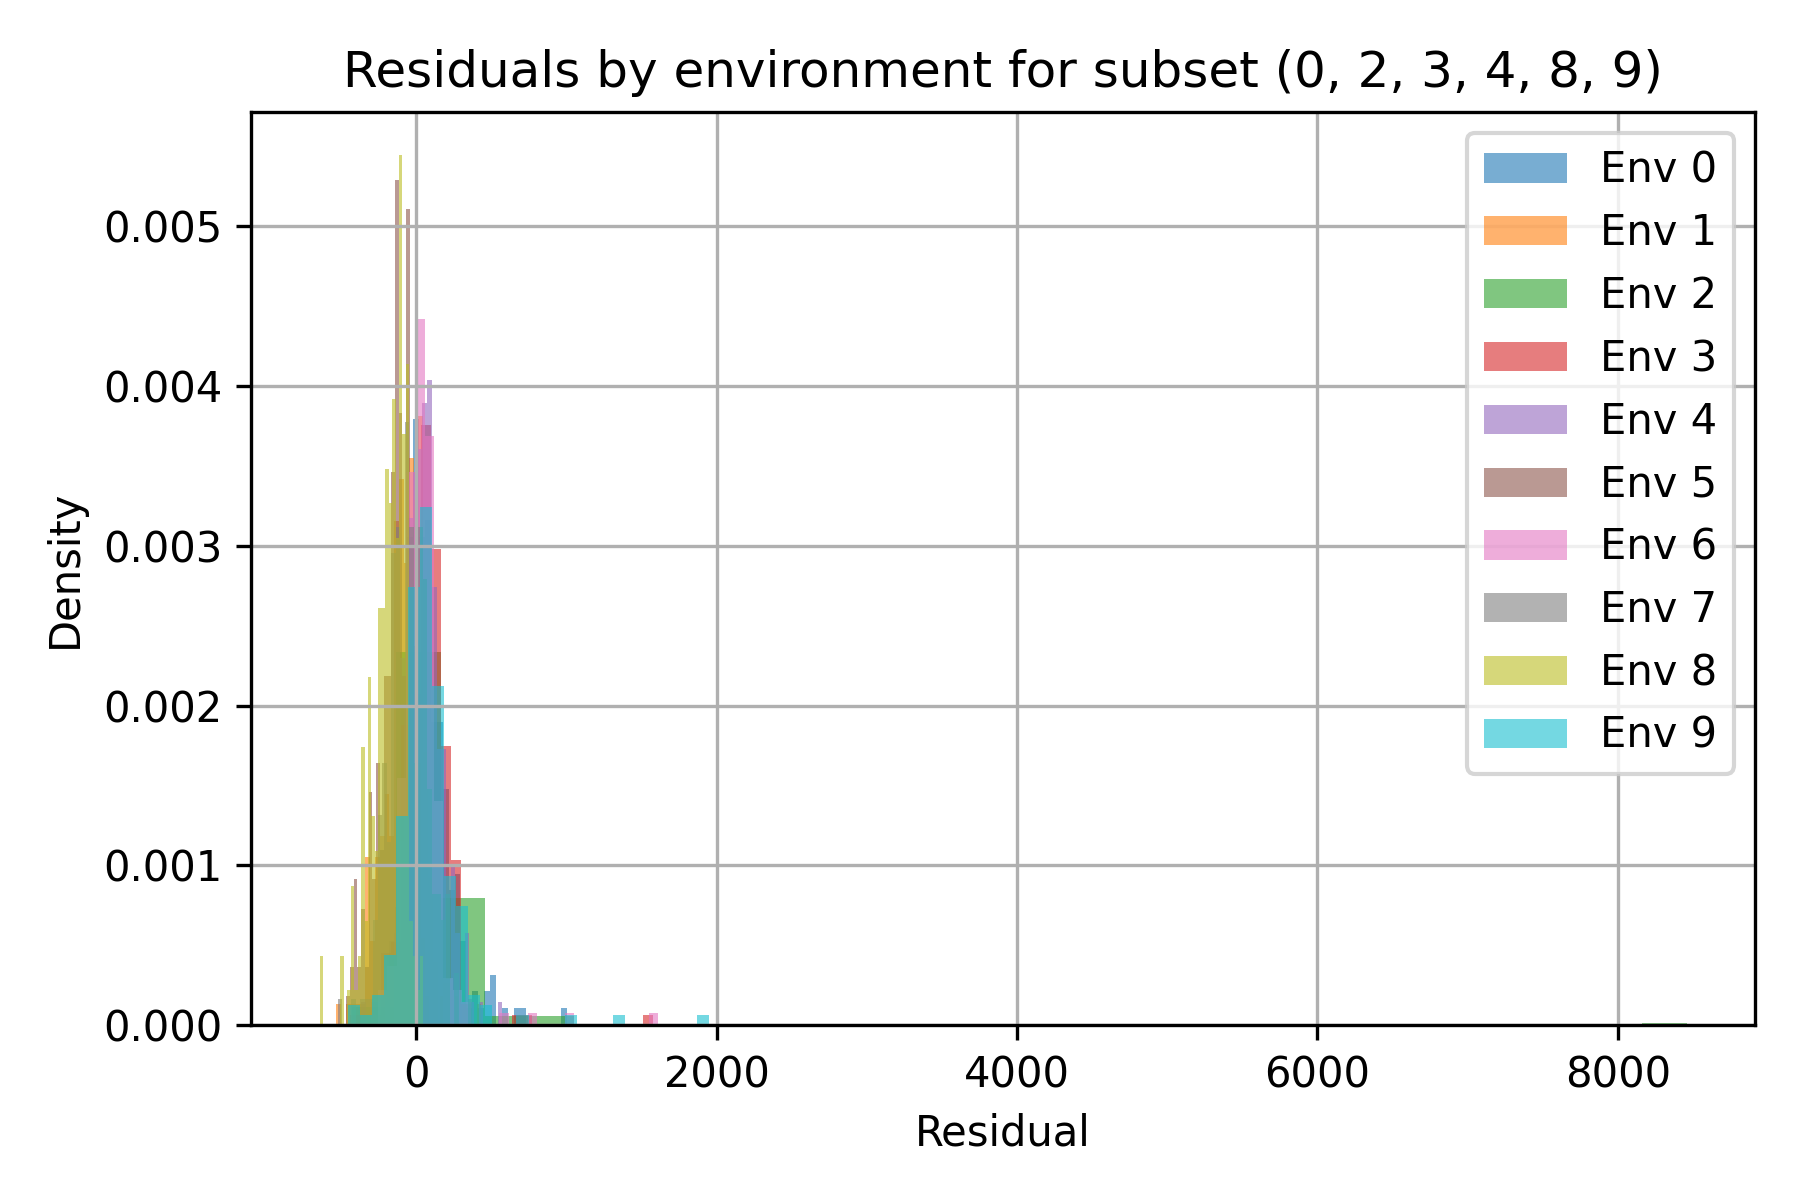 Residuals by environment for subset (0, 2, 3, 4, 8, 9)
Env 0
Env 1
Env 2
Env 3
Env 4
Env 5
Env 6
Env 7
Env 8
Env 9
Density
0.005
0.004
0.003
0.002
0.001
0.000
0 2000 4000 6000 8000
Residual